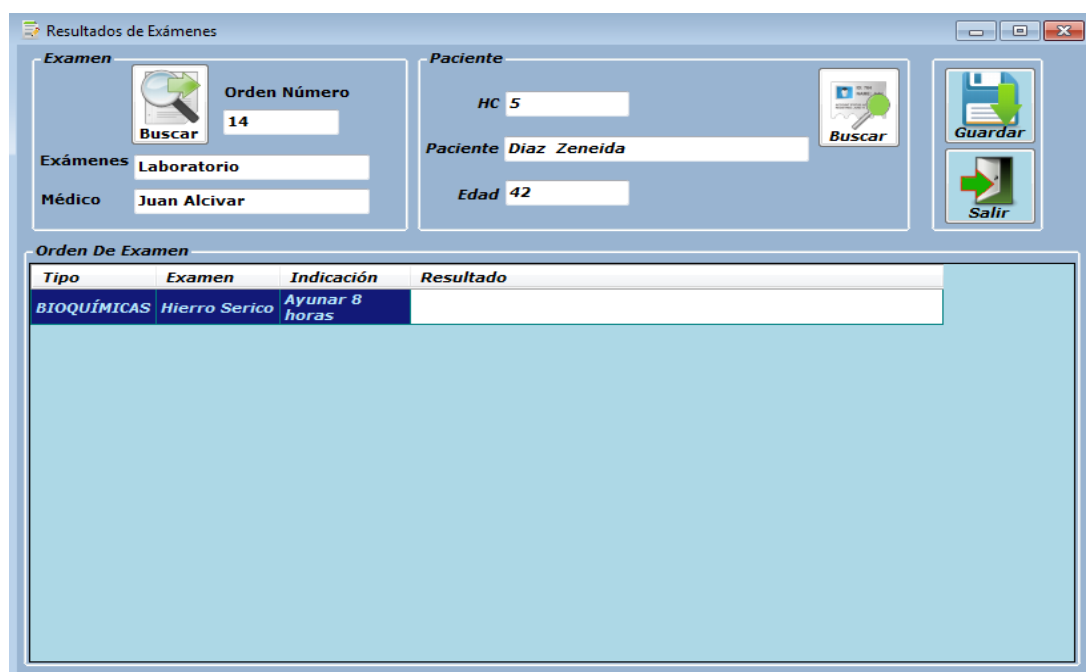 Resultados de Exámenes
Examen
Buscar
Orden Número
14
Exámenes Laboratorio
Médico Juan Alcivar
Paciente
HC 5
Buscar
Paciente Diaz Zeneida
Edad 42
Guardar
Salir
Orden De Examen
Tipo Examen Indicación Resultado
BIOQUÍMICAS Hierro Serico Ayunar 8
horas